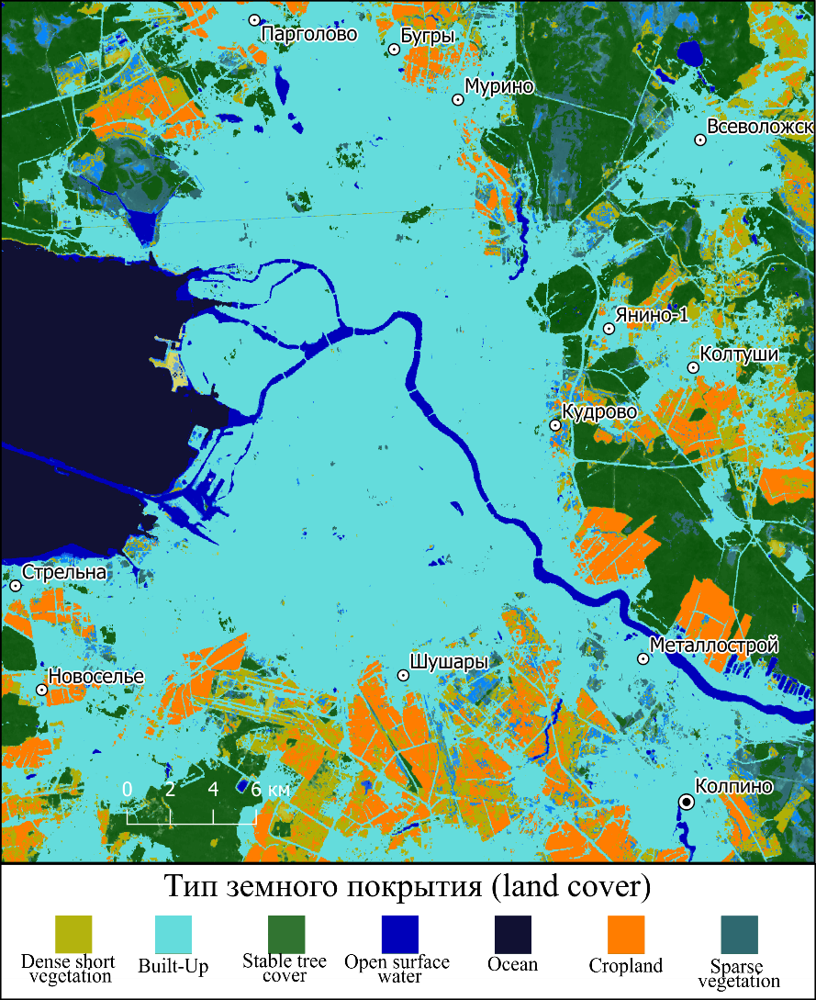 Парголово
Бугры
Мурино
Всеволожск
Янино-1
Колтуши
Кудрово
Стрельна
Металлострой
Шушары
Новоселье
Колпино
0 2 4 6 км
Тип земного покрытия (land cover)
Dense short
vegetation
Built-Up
Stable tree
cover
Open surface
water
Ocean
Cropland
Sparse
vegetation